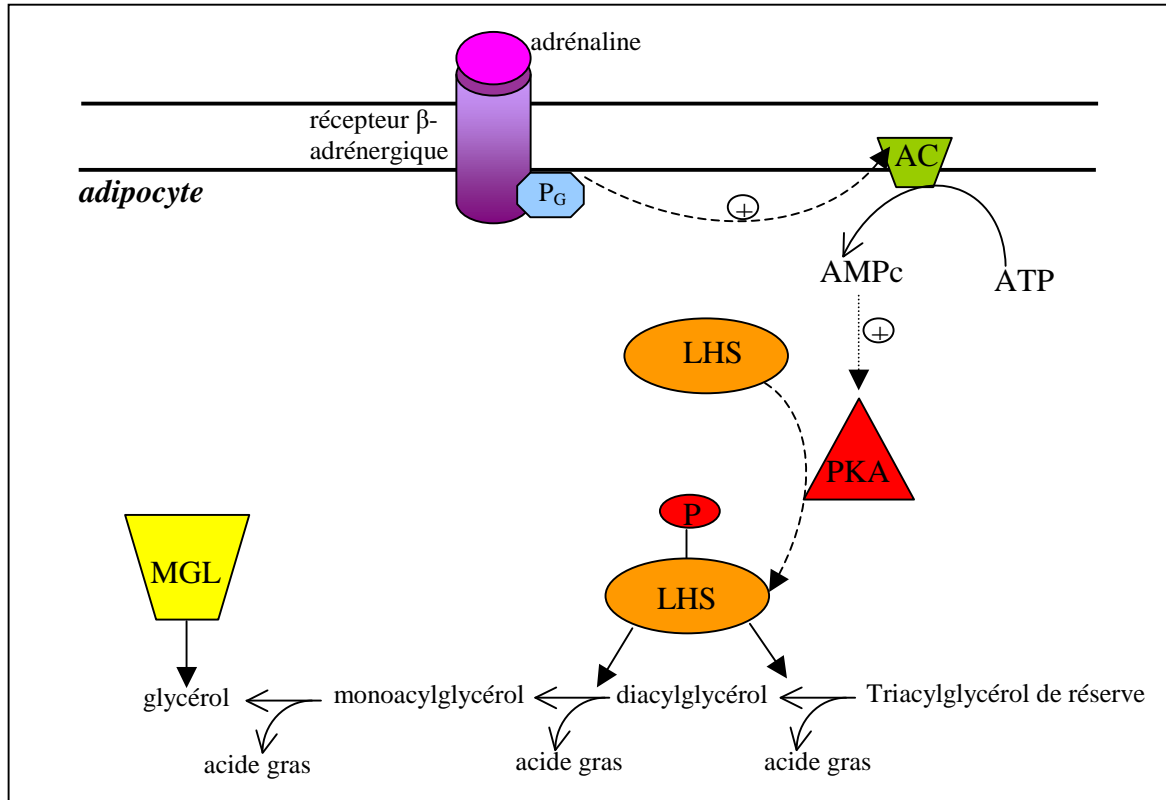 adrénaline
récepteur β-
adrénergique
AC
adipocyte
PG
+
AMPc
ATP
+
LHS
PKA
P
MGL
LHS
glycérol
monoacylglycérol
diacylglycérol
Triacylglycérol de réserve
acide gras
acide gras
acide gras